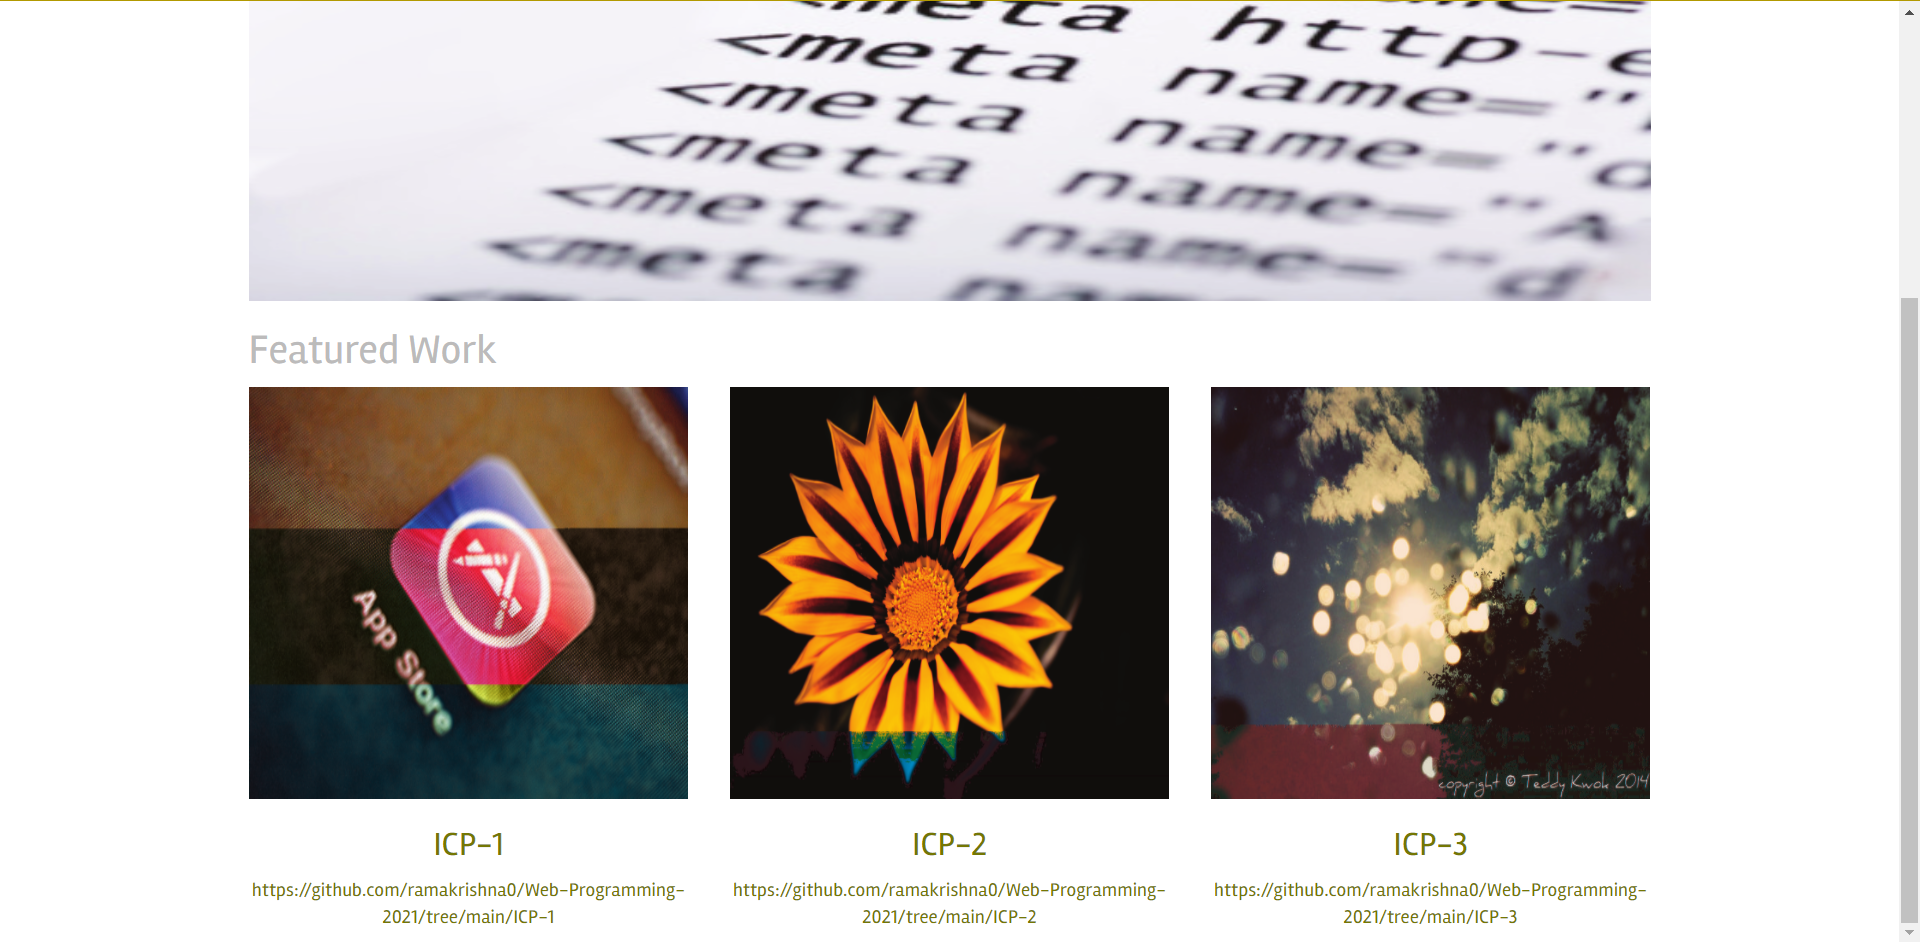 <meta http-e
<meta name="
<meta name="d
<meta name="A
<meta name="d
<meta
Featured Work
App Store
copyright © Teddy Kwok 2014
ICP-1
ICP-2
ICP-3
https://github.com/ramakrishna0/Web-Programming-
2021/tree/main/ICP-1
https://github.com/ramakrishna0/Web-Programming-
2021/tree/main/ICP-2
https://github.com/ramakrishna0/Web-Programming-
2021/tree/main/ICP-3